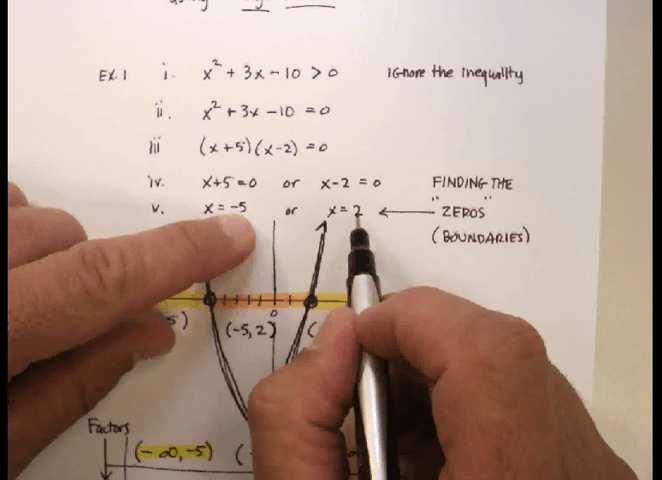 Ex. 1 i. x² + 3x - 10 > 0 ignore the inequality
ii. x² + 3x - 10 = 0
iii (x+5)(x-2) = 0
iv. x+5=0 or x-2=0 FINDING THE
v. x=-5 or x=2 ← "ZEROS"
(BOUNDARIES)
0
5) (-5,2) (
Factors
(-∞,-5) (-